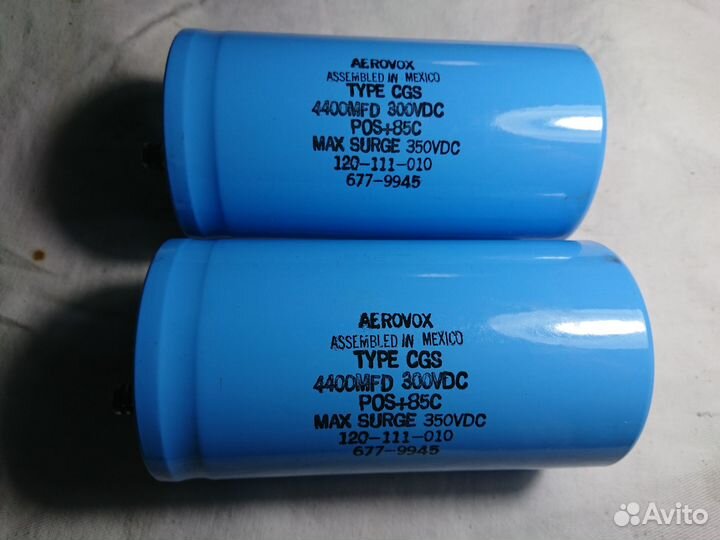 AEROVOX
ASSEMBLED IN MEXICO
TYPE CGS
4400MFD 300VDC
POS+85C
MAX SURGE 350VDC
120-111-010
677-9945
AEROVOX
ASSEMBLED IN MEXICO
TYPE CGS
4400MFD 300VDC
POS+85C
MAX SURGE 350VDC
120-111-010
677-9945
Avito